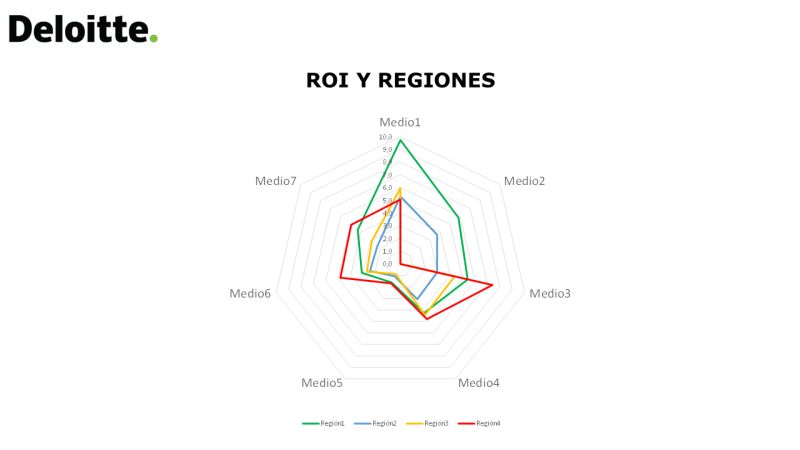 Deloitte.
ROI Y REGIONES
Medio1
10,0
9,0
8,0
7,0
6,0
5,0
4,0
3,0
2,0
1,0
0,0
Medio7
Medio2
Medio6
Medio3
Medio5
Medio4
Región1 Región2 Región3 Región4